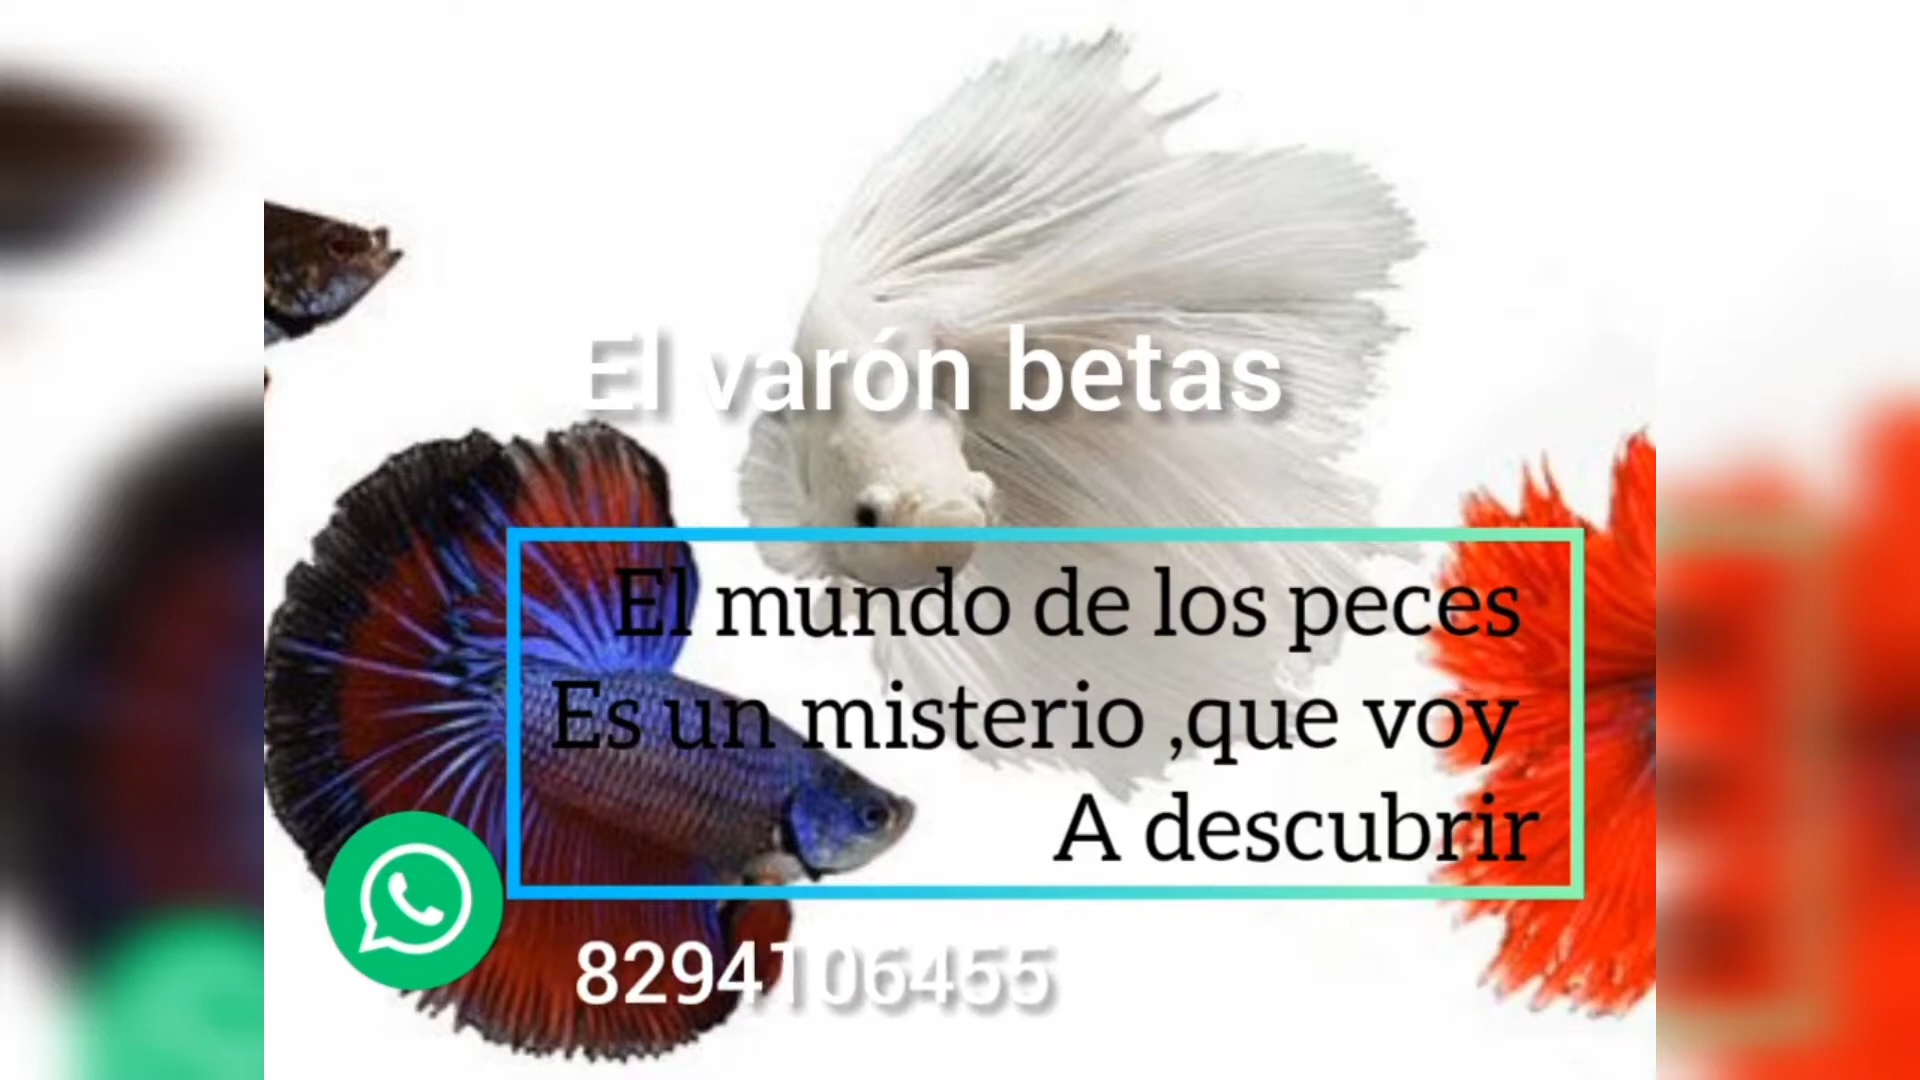 El varón betas
El mundo de los peces
Es un misterio ,que voy
A descubrir
8294106455